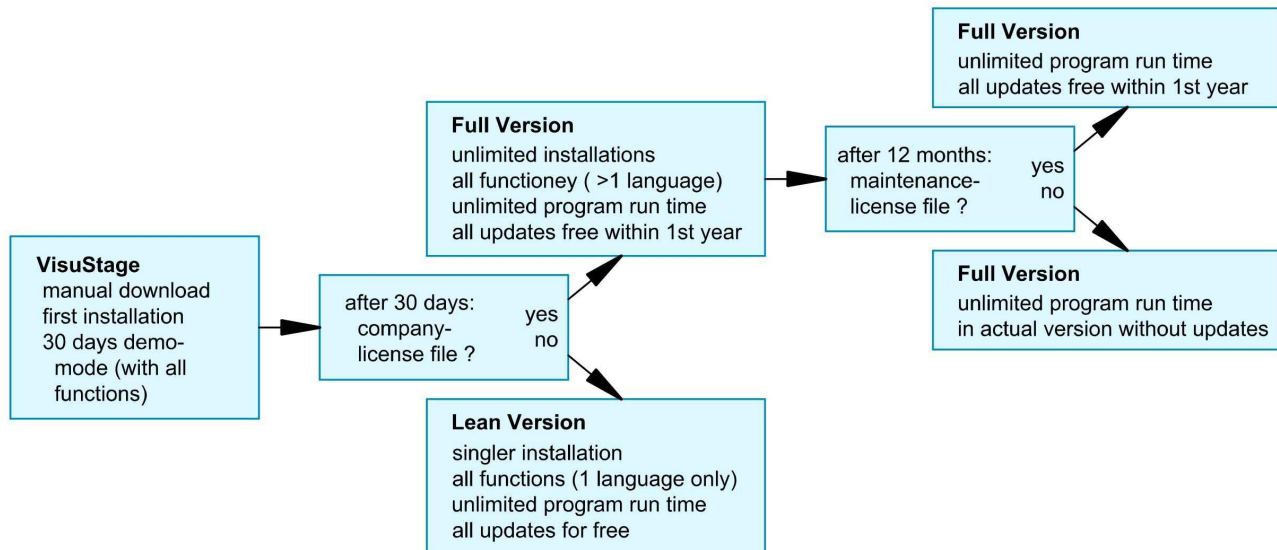 VisuStage
manual download
first installation
30 days demo-
mode (with all
functions)
after 30 days:
company-
license file ?
yes
no
Full Version
unlimited installations
all functioney ( >1 language)
unlimited program run time
all updates free within 1st year
Lean Version
singler installation
all functions (1 language only)
unlimited program run time
all updates for free
after 12 months:
maintenance-
license file ?
yes
no
Full Version
unlimited program run time
all updates free within 1st year
Full Version
unlimited program run time
in actual version without updates